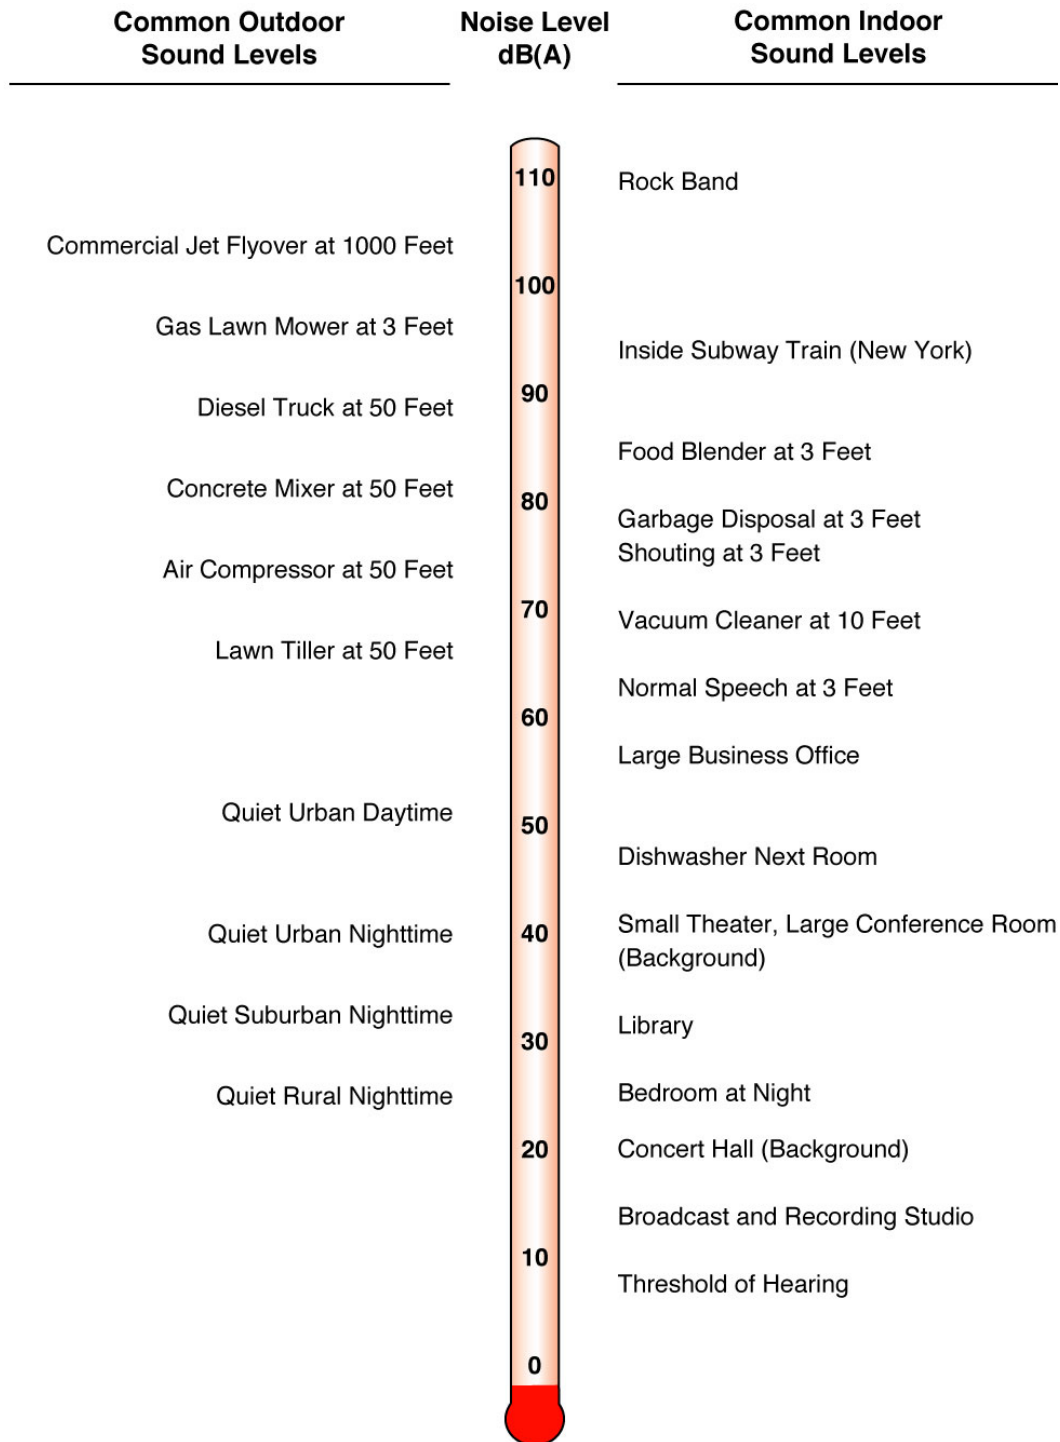 Common Outdoor
Sound Levels
Noise Level
dB(A)
Common Indoor
Sound Levels
110
Rock Band
Commercial Jet Flyover at 1000 Feet
100
Gas Lawn Mower at 3 Feet
Inside Subway Train (New York)
90
Diesel Truck at 50 Feet
Food Blender at 3 Feet
Concrete Mixer at 50 Feet
80
Garbage Disposal at 3 Feet
Shouting at 3 Feet
Air Compressor at 50 Feet
70
Vacuum Cleaner at 10 Feet
Lawn Tiller at 50 Feet
Normal Speech at 3 Feet
60
Large Business Office
Quiet Urban Daytime
50
Dishwasher Next Room
Quiet Urban Nighttime
40
Small Theater, Large Conference Room
(Background)
Quiet Suburban Nighttime
Library
30
Quiet Rural Nighttime
Bedroom at Night
20
Concert Hall (Background)
Broadcast and Recording Studio
10
Threshold of Hearing
0